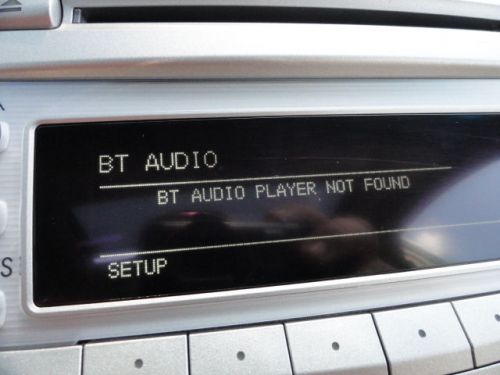 BT AUDIO
BT AUDIO PLAYER NOT FOUND
SETUP